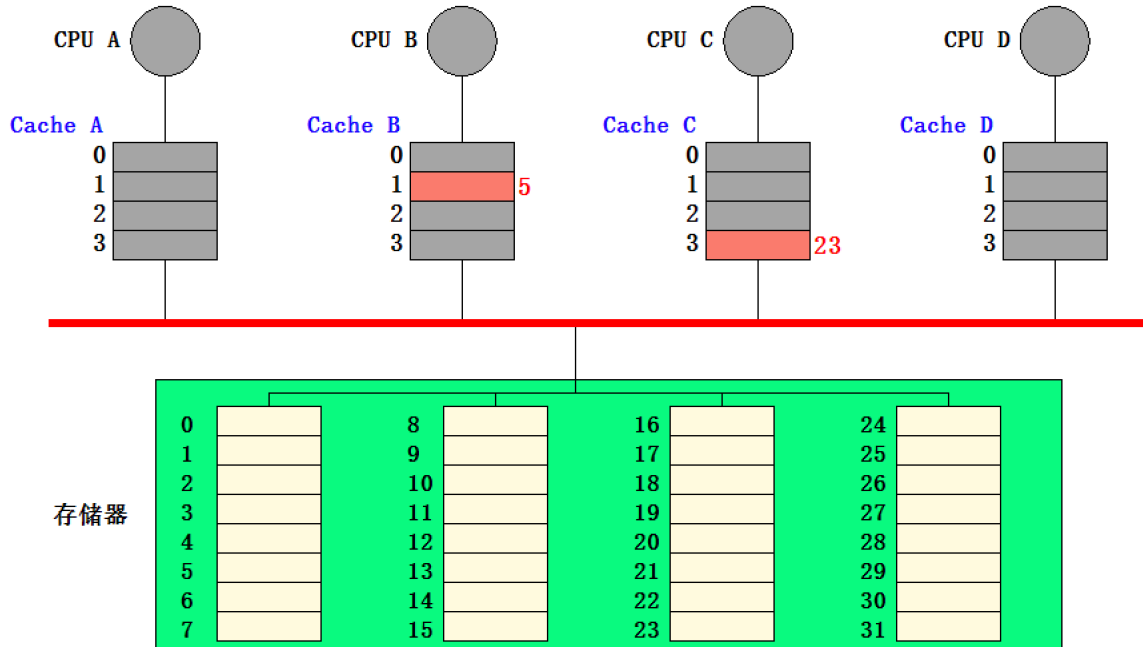 CPU A CPU B CPU C CPU D
Cache A Cache B Cache C Cache D
0 0 0 0
1 1 5 1 1
2 2 2 2
3 3 3 23 3
0 8 16 24
1 9 17 25
2 10 18 26
存储器 3 11 19 27
4 12 20 28
5 13 21 29
6 14 22 30
7 15 23 31